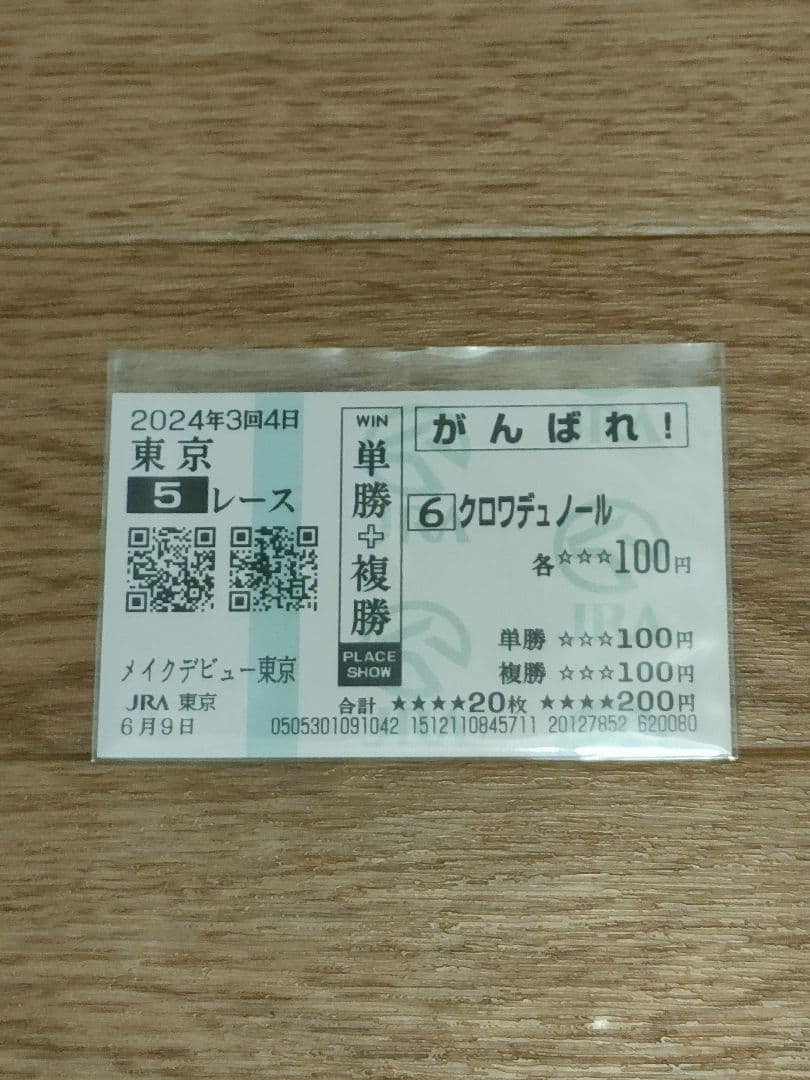 2024年3回4日
東京
5レース
メイクデビュー東京
JRA 東京
6月9日
WIN
単勝+複勝
PLACE
SHOW
がんばれ!
6 クロワデュノール
各☆☆☆100円
単勝 ☆☆☆100円
複勝 ☆☆☆100円
合計 ★★★★20枚 ★★★★200円
0505301091042 1512110845711 20127852 620080
JRA